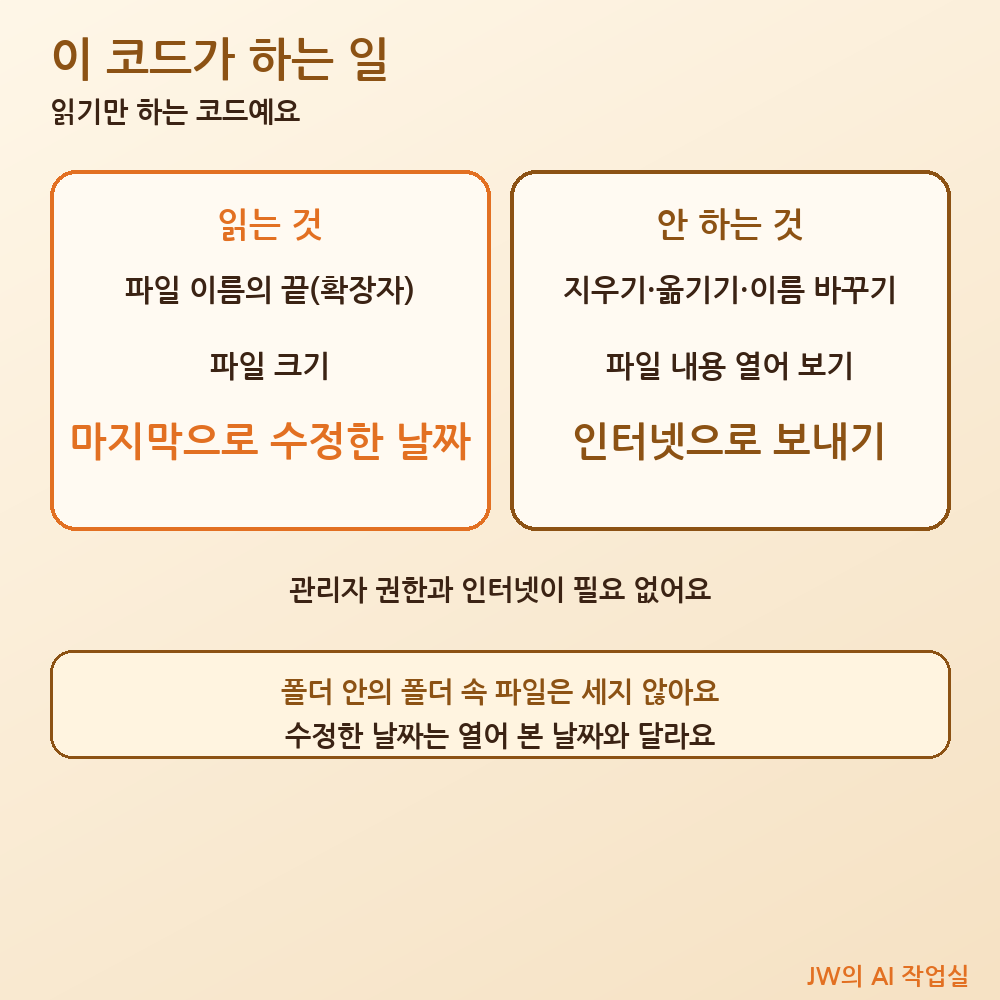 이 코드가 하는 일
읽기만 하는 코드예요
읽는 것
파일 이름의 끝(확장자)
파일 크기
마지막으로 수정한 날짜
안 하는 것
지우기·옮기기·이름 바꾸기
파일 내용 열어 보기
인터넷으로 보내기
관리자 권한과 인터넷이 필요 없어요
폴더 안의 폴더 속 파일은 세지 않아요
수정한 날짜는 열어 본 날짜와 달라요
JW의 AI 작업실